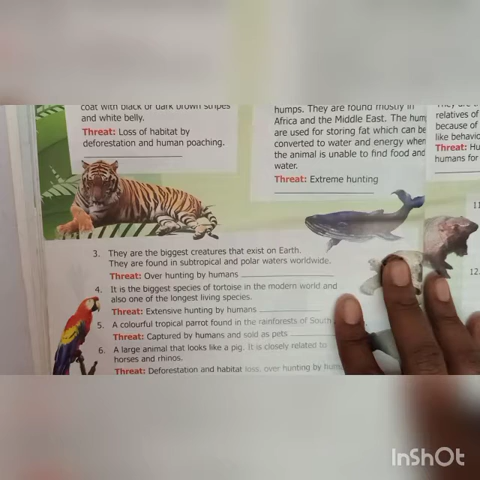 coat with black or dark brown stripes
and white belly.
Threat: Loss of habitat by
deforestation and human poaching.
humps. They are found mostly in
Africa and the Middle East. The hum
are used for storing fat which can be
converted to water and energy when
the animal is unable to find food and
water.
Threat: Extreme hunting
relatives of
because of
like behavio
Threat: Hu
humans for
3. They are the biggest creatures that exist on Earth.
They are found in subtropical and polar waters worldwide.
Threat: Over hunting by humans
4. It is the biggest species of tortoise in the modern world and
also one of the longest living species.
Threat: Extensive hunting by humans
5. A colourful tropical parrot found in the rainforests of South
Threat: Captured by humans and sold as pets
6. A large animal that looks like a pig. It is closely related to
horses and rhinos.
Threat: Deforestation and habitat loss, over hunting by hum
11
12.
InShOt